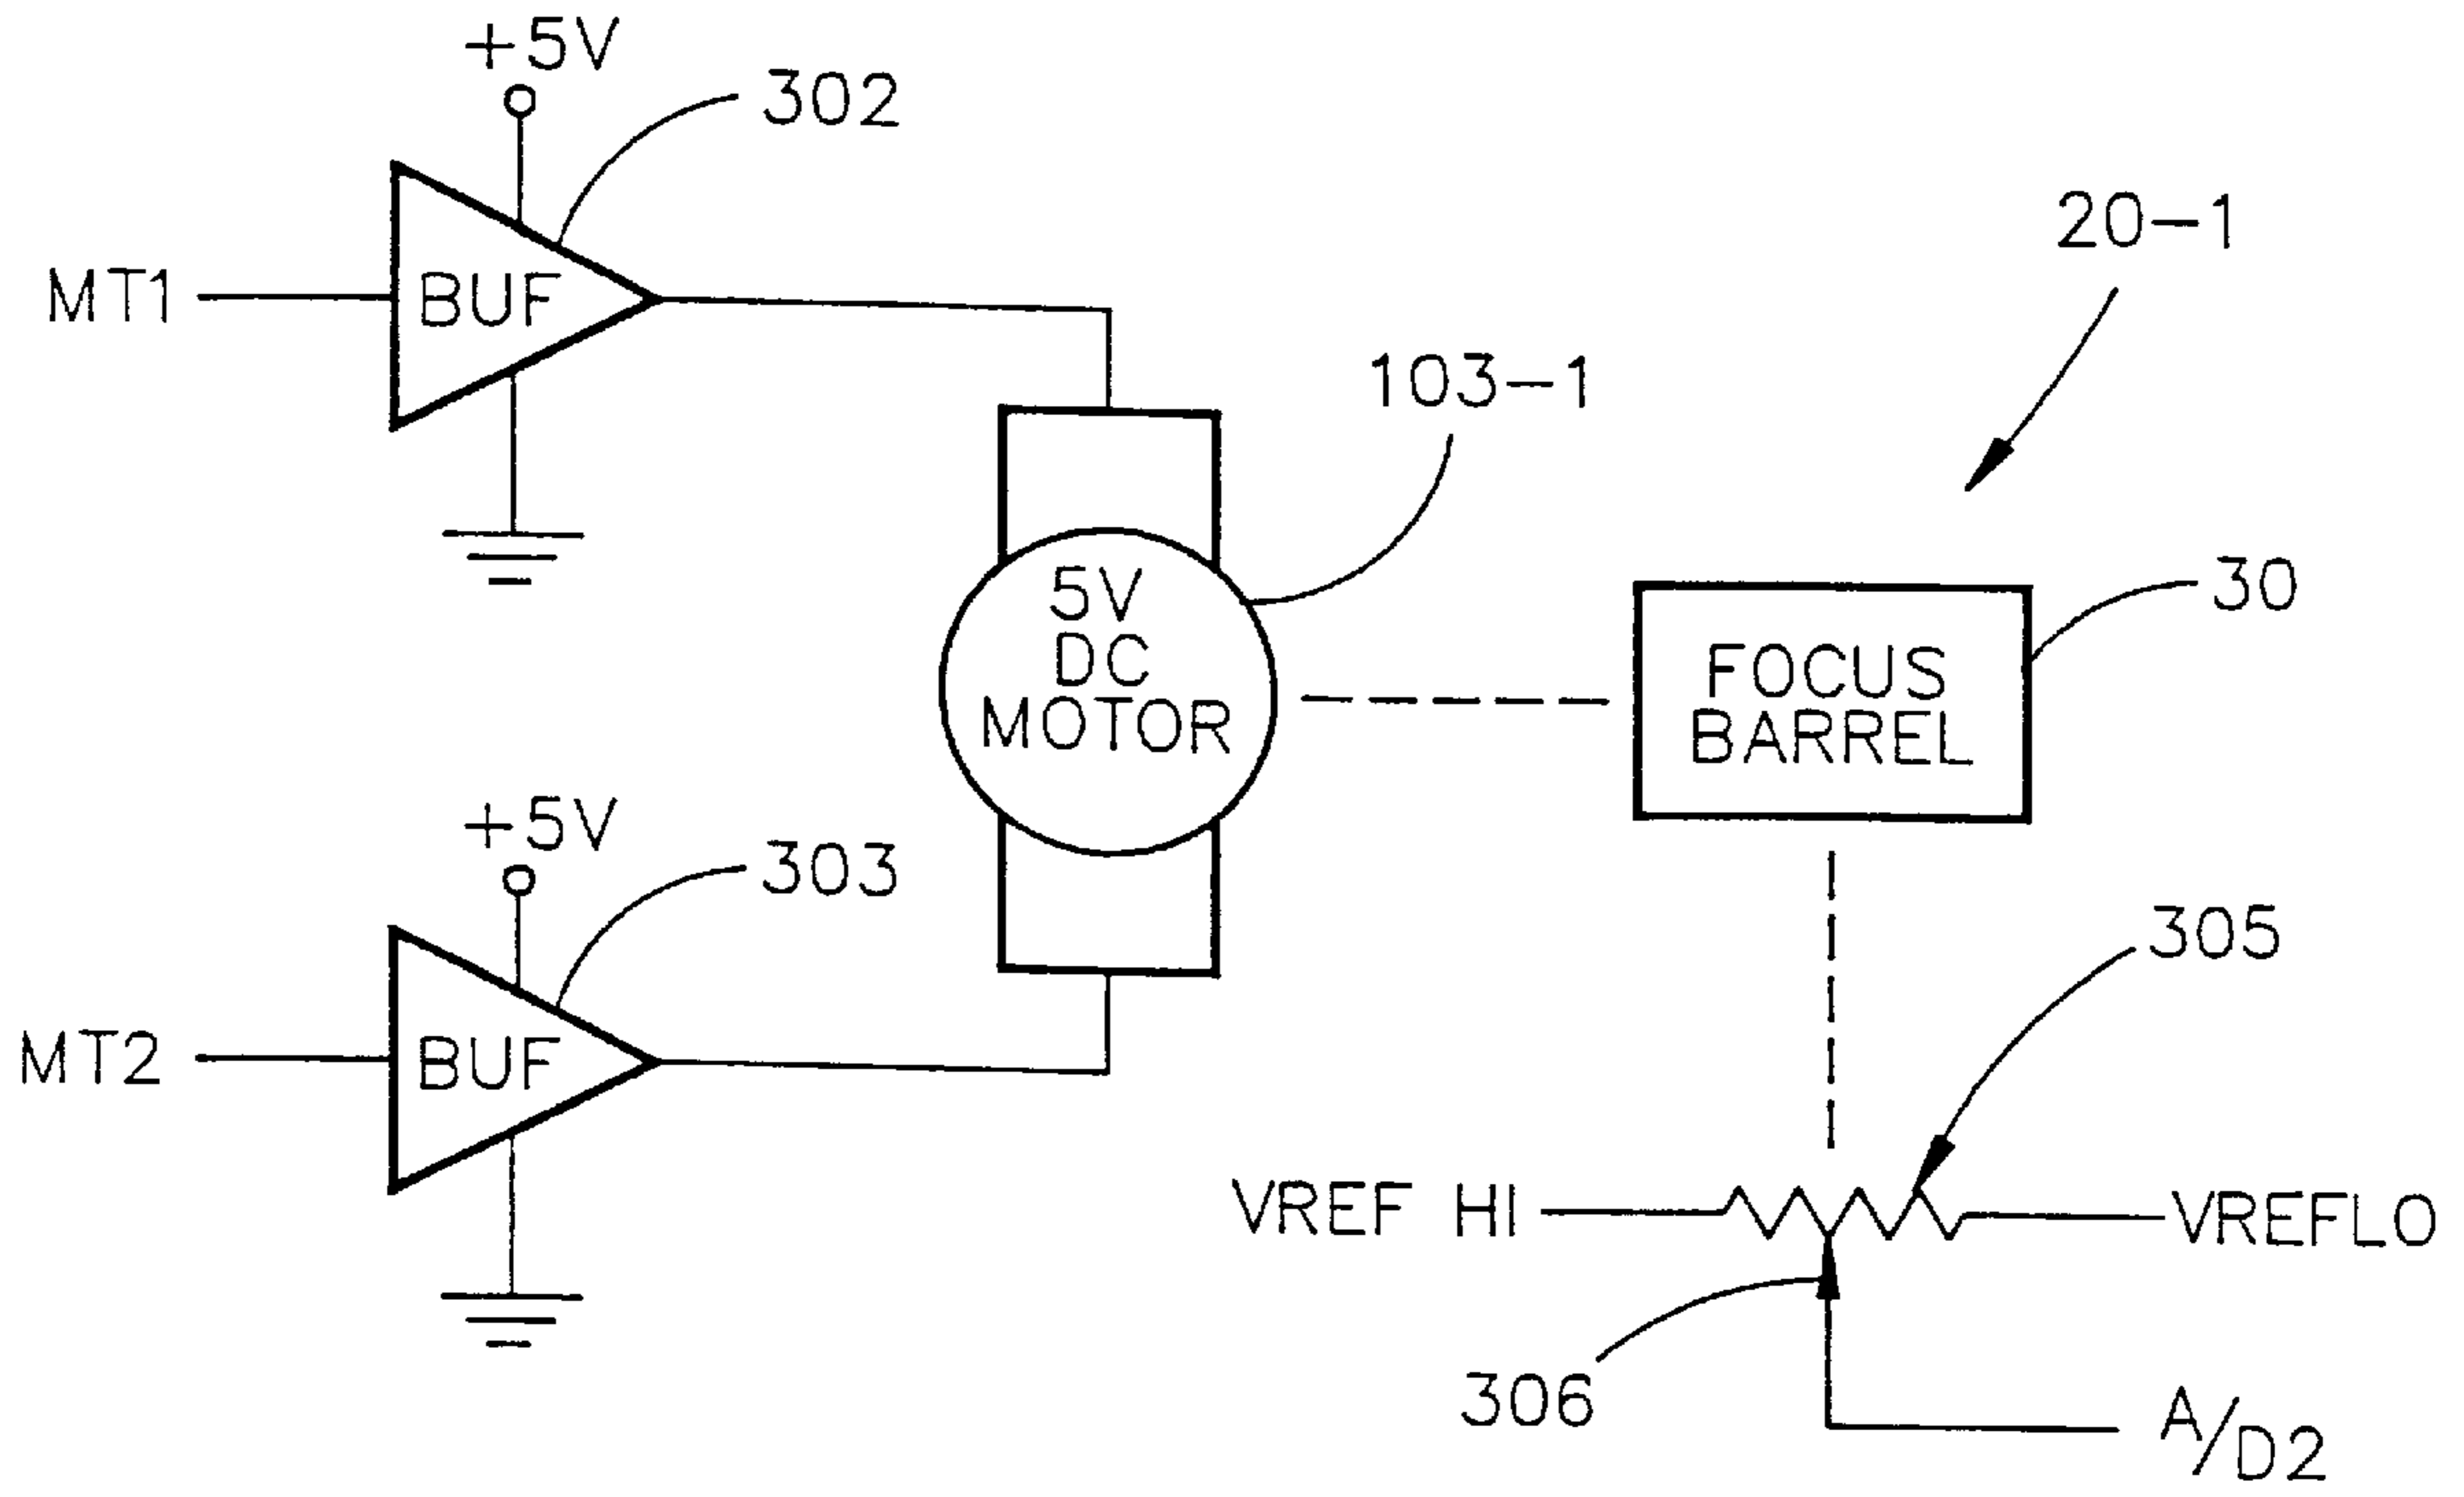 +5V
302
MT1
BUF
20-1
103-1
5V
DC
MOTOR
30
FOCUS
BARREL
+5V
303
305
MT2
BUF
VREF HI
VREFLO
306
A/D2